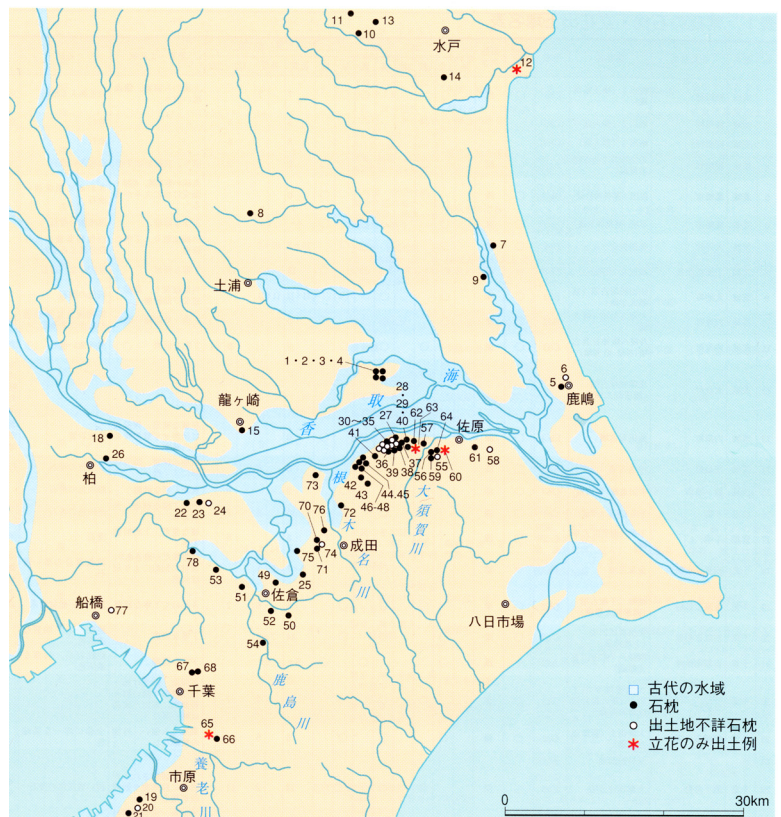 11
13
10
水戸
12
14
8
7
土浦
9
1・2・3・4
海
28
・
29
・
取
6
5
鹿嶋
龍ヶ崎
15
香
30〜35
27
40
62
63
64
41
57
佐原
18
26
柏
36
39
38
37
56
59
55
60
61
58
根
42
43
44.45
46-48
大須賀川
73
22
23
24
72
70
76
木
成田
74
75
71
名
78
53
25
川
49
51
佐倉
船橋
77
52
50
八日市場
54
67
68
千葉
鹿島川
65
66
養老川
市原
19
20
21
古代の水域
石枕
出土地不詳石枕
立花のみ出土例
0
30km